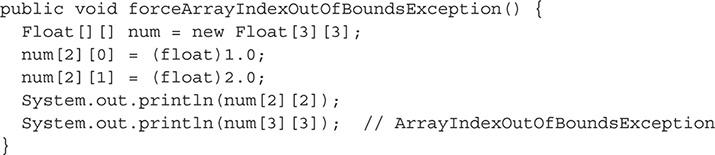 public void forceArrayIndexOutOfBoundsException() {
  Float[][] num = new Float[3][3];
  num[2][0] = (float)1.0;
  num[2][1] = (float)2.0;
  System.out.println(num[2][2]);
  System.out.println(num[3][3]);  // ArrayIndexOutOfBoundsException
}